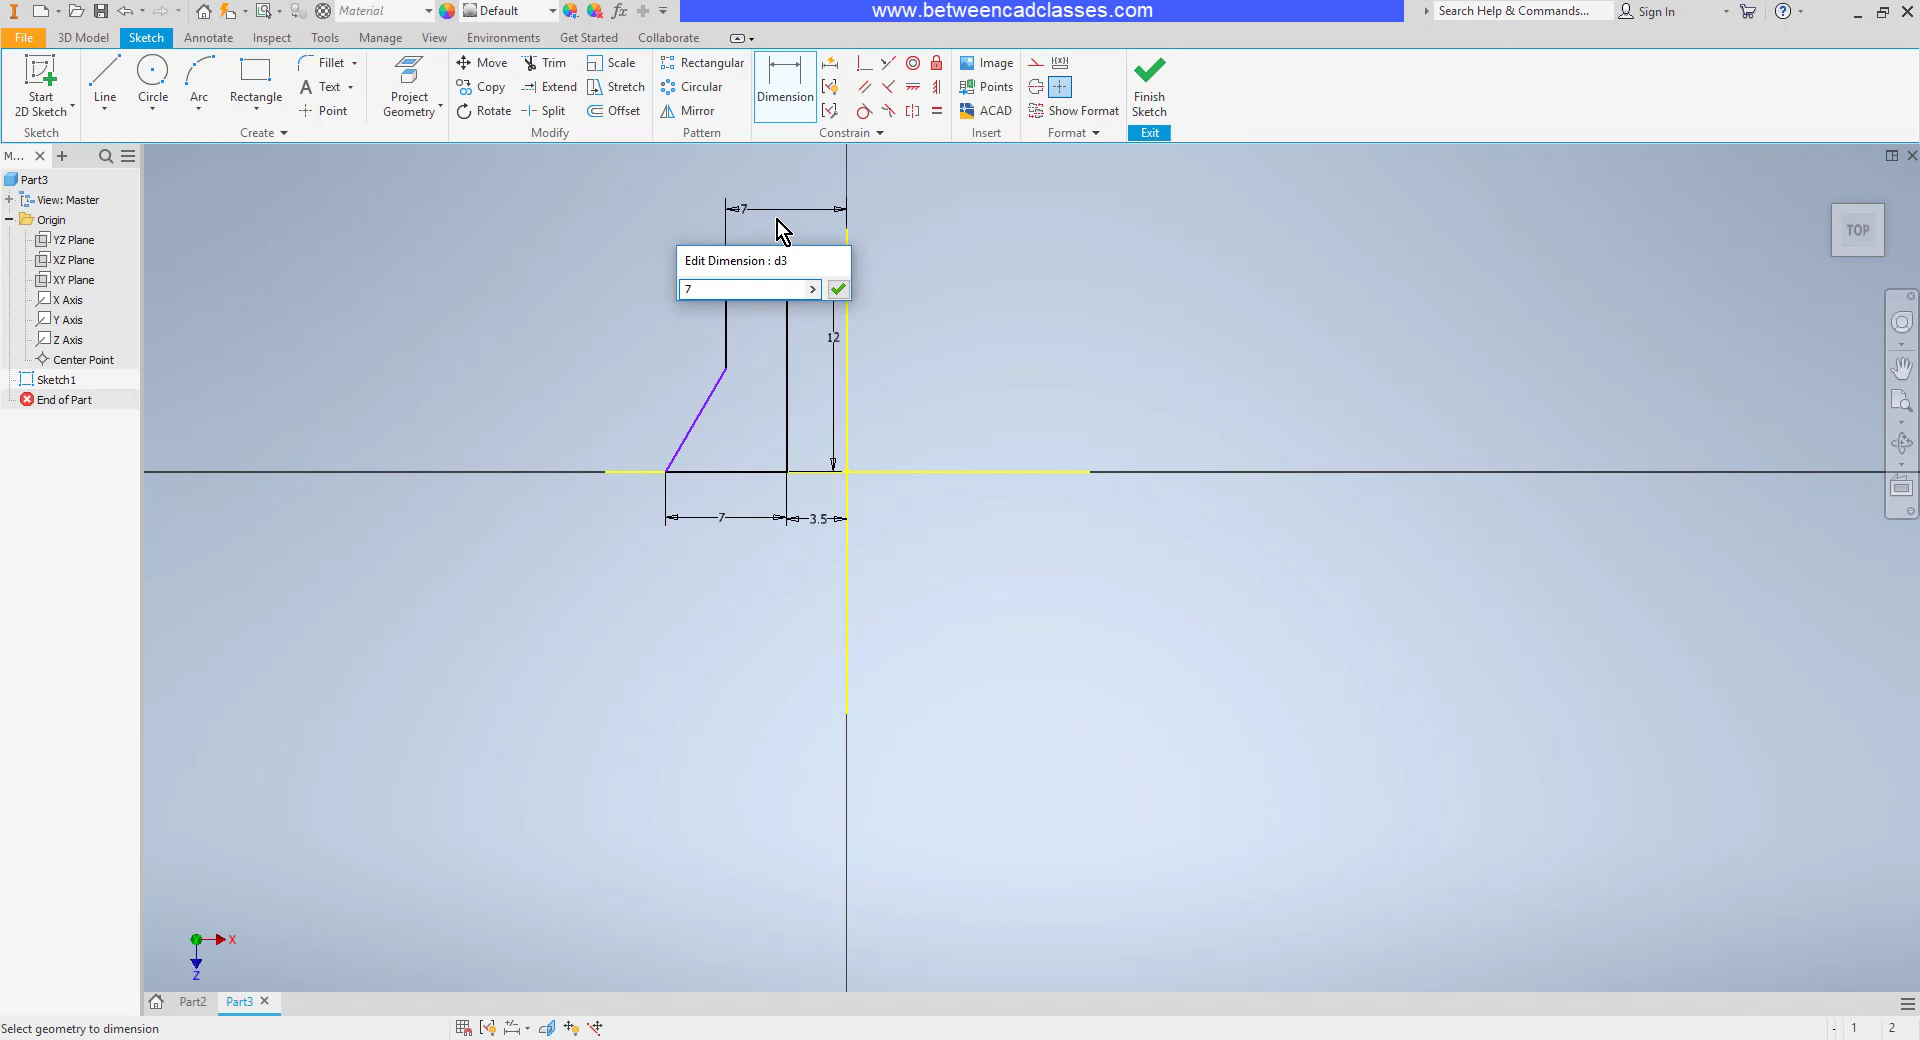 Material
Default
fx
www.betweencadclasses.com
Search Help & Commands...
Sign In
File
3D Model
Sketch
Annotate
Inspect
Tools
Manage
View
Environments
Get Started
Collaborate
Start
2D Sketch
Line
Circle
Arc
Rectangle
Fillet
Text
Point
Project
Geometry
Move
Copy
Rotate
Trim
Extend
Split
Scale
Stretch
Offset
Rectangular
Circular
Mirror
Dimension
Image
Points
ACAD
Show Format
Finish
Sketch
Sketch
Create
Modify
Pattern
Constrain
Insert
Format
Exit
M...
Part3
View: Master
Origin
YZ Plane
XZ Plane
XY Plane
X Axis
Y Axis
Z Axis
Center Point
Sketch1
End of Part
7
Edit Dimension : d3
7
12
7
3.5
TOP
X
Z
Part2
Part3
Select geometry to dimension
1
2